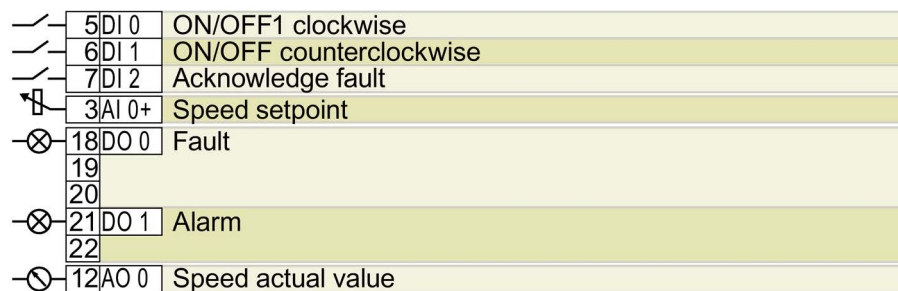 5 DI 0 ON/OFF1 clockwise
6 DI 1 ON/OFF counterclockwise
7 DI 2 Acknowledge fault
3 AI 0+ Speed setpoint
18 DO 0 Fault
19
20
21 DO 1 Alarm
22
12 AO 0 Speed actual value